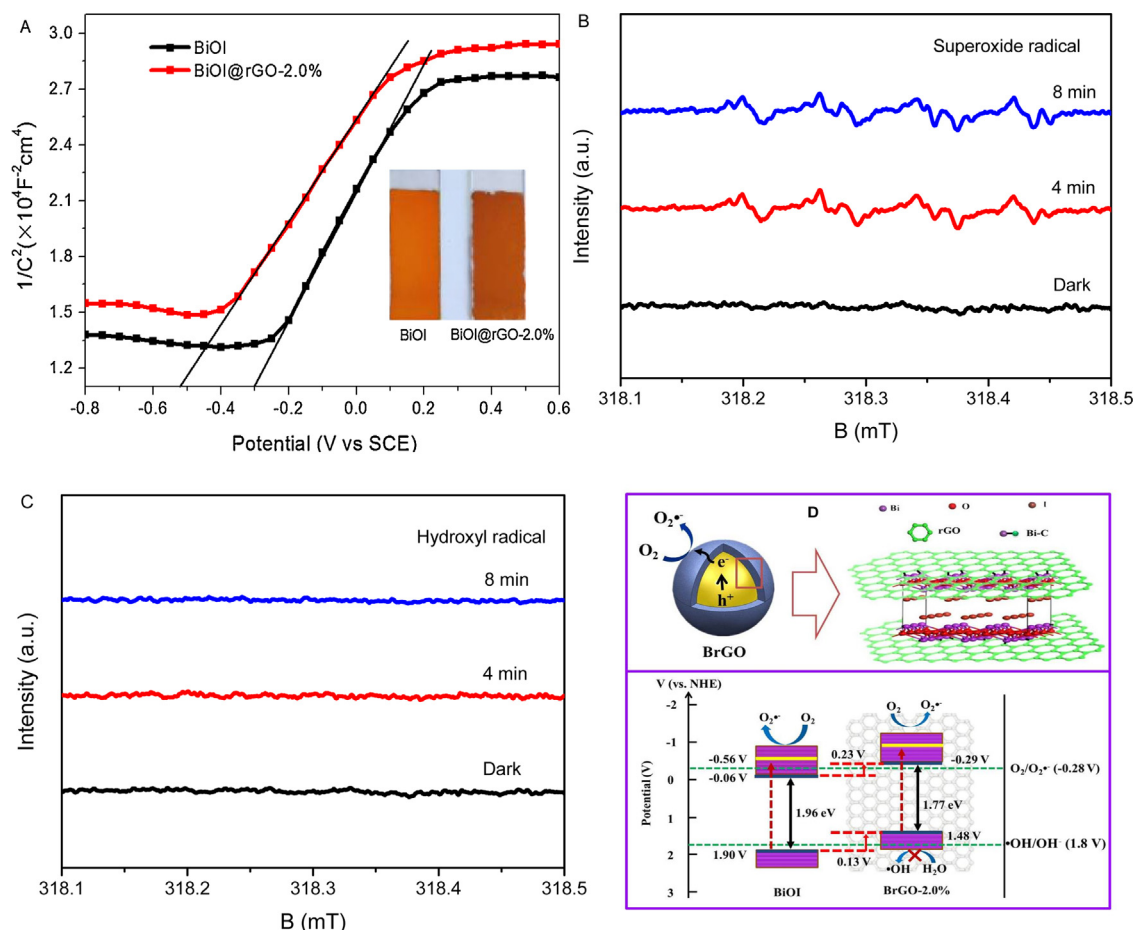 A
BiOI
BiOI@rGO-2.0%
3.0
2.7
2.4
2.1
1.8
1.5
1.2
1/C²(×10⁴F⁻²cm⁴)
BiOI
BiOI@rGO-2.0%
-0.8 -0.6 -0.4 -0.2 0.0 0.2 0.4 0.6
Potential (V vs SCE)
B
Superoxide radical
8 min
4 min
Dark
Intensity (a.u.)
318.1 318.2 318.3 318.4 318.5
B (mT)
C
Hydroxyl radical
8 min
4 min
Dark
Intensity (a.u.)
318.1 318.2 318.3 318.4 318.5
B (mT)
D
O₂•⁻
O₂
e⁻
h⁺
BrGO
Bi O I
rGO Bi-C
V (vs. NHE)
-2
-1
0
1
2
3
Potential(V)
O₂•⁻ O₂
O₂ O₂•⁻
-0.56 V
-0.06 V
0.23 V
-0.29 V
O₂/O₂•⁻ (-0.28 V)
1.96 eV
1.77 eV
1.90 V
0.13 V
1.48 V
•OH/OH⁻ (1.8 V)
•OH H₂O
BiOI
BrGO-2.0%